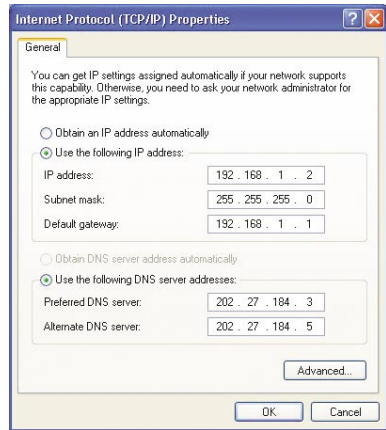 Internet Protocol (TCP/IP) Properties
General
You can get IP settings assigned automatically if your network supports
this capability. Otherwise, you need to ask your network administrator for
the appropriate IP settings.
Obtain an IP address automatically
Use the following IP address:
IP address: 192 . 168 . 1 . 2
Subnet mask: 255 . 255 . 255 . 0
Default gateway: 192 . 168 . 1 . 1
Obtain DNS server address automatically
Use the following DNS server addresses:
Preferred DNS server: 202 . 27 . 184 . 3
Alternate DNS server: 202 . 27 . 184 . 5
Advanced...
OK Cancel